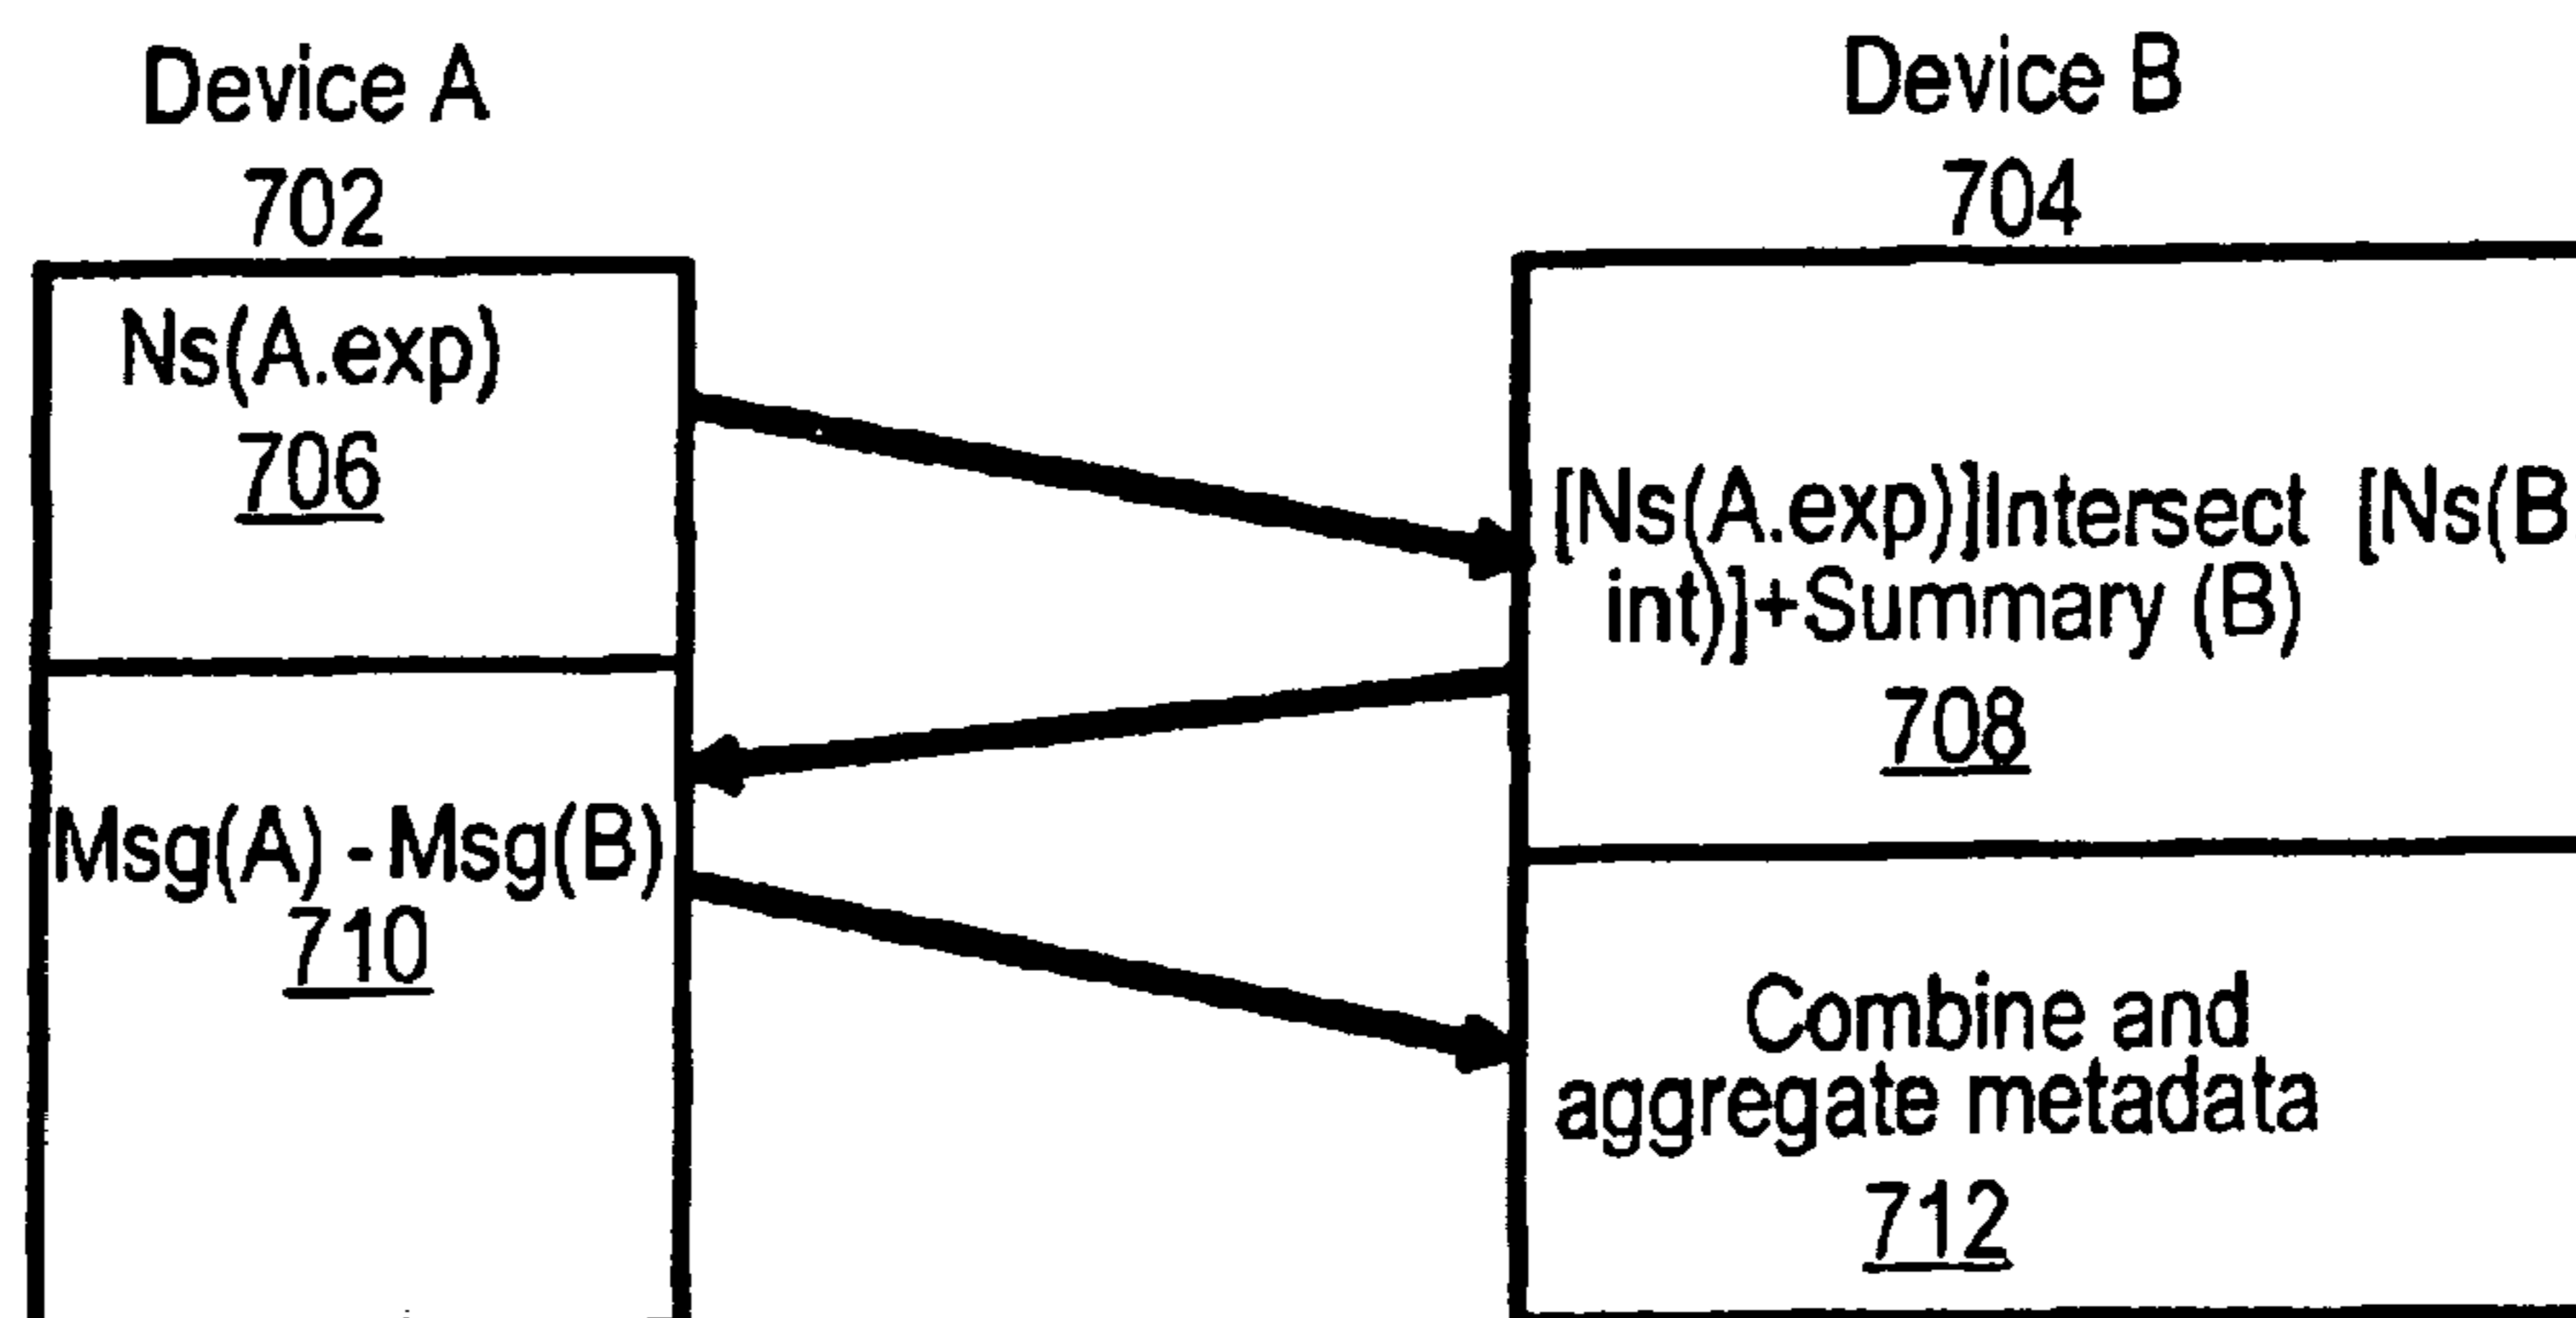 Device A
702
Device B
704
Ns(A.exp)
706
[Ns(A.exp)]Intersect [Ns(B
int)]+Summary (B)
708
Msg(A) - Msg(B)
710
Combine and
aggregate metadata
712